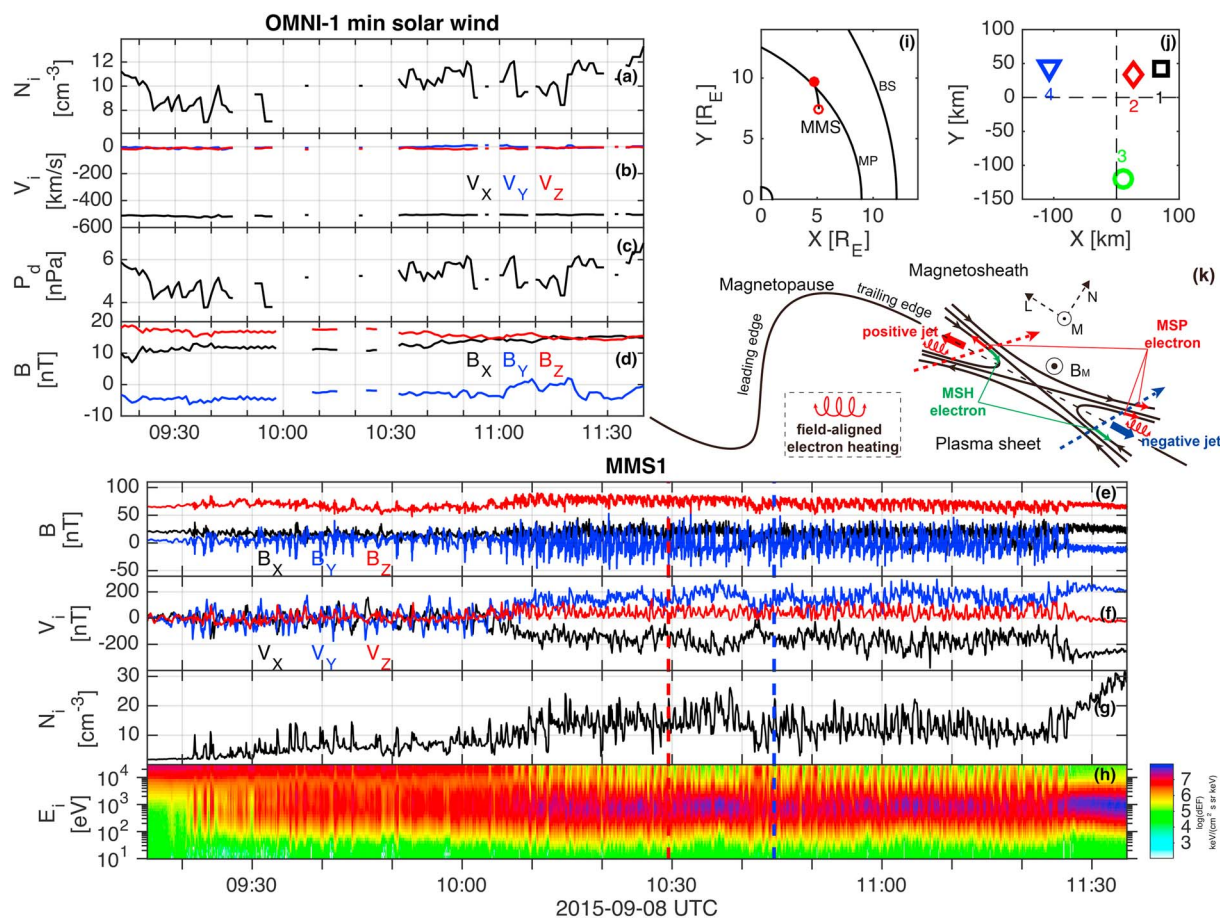 OMNI-1 min solar wind
N_i [cm^-3]
12
10
8
(a)
V_i [km/s]
0
-200
-400
-600
(b)
V_X V_Y V_Z
P_d [nPa]
6
4
(c)
B [nT]
20
10
0
-10
(d)
B_X B_Y B_Z
09:30 10:00 10:30 11:00 11:30
(i)
Y [R_E]
10
5
0
BS
MMS
MP
0 5 10
X [R_E]
(j)
Y [km]
100
50
0
-50
-100
-150
4
2
1
3
-100 0 100
X [km]
(k)
Magnetosheath
Magnetopause
trailing edge
leading edge
L
N
M
positive jet
MSP electron
B_M
MSH electron
field-aligned electron heating
Plasma sheet
negative jet
MMS1
B [nT]
100
50
0
-50
(e)
B_X B_Y B_Z
V_i [nT]
200
0
-200
(f)
V_X V_Y V_Z
N_i [cm^-3]
30
20
10
(g)
E_i [eV]
10^4
10^3
10^2
10^1
(h)
7
6
5
4
3
log(dEF)
keV/(cm^2 s sr keV)
09:30 10:00 10:30 11:00 11:30
2015-09-08 UTC